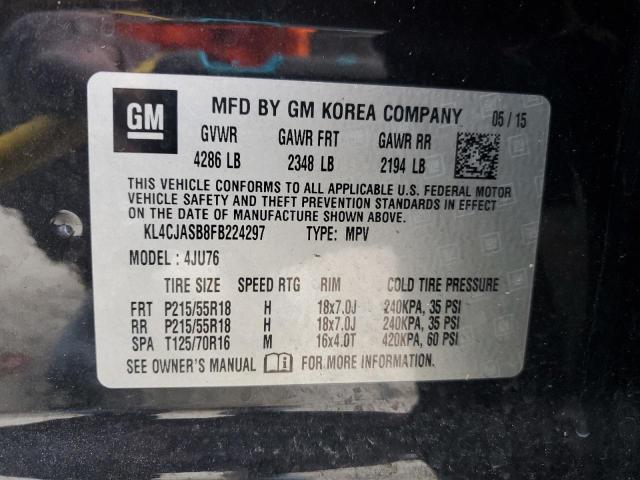 GM
MFD BY GM KOREA COMPANY 05 / 15
GVWR GAWR FRT GAWR RR
4286 LB 2348 LB 2194 LB
THIS VEHICLE CONFORMS TO ALL APPLICABLE U.S. FEDERAL MOTOR
VEHICLE SAFETY AND THEFT PREVENTION STANDARDS IN EFFECT
ON THE DATE OF MANUFACTURE SHOWN ABOVE.
KL4CJASB8FB224297 TYPE: MPV
MODEL : 4JU76
TIRE SIZE SPEED RTG RIM COLD TIRE PRESSURE
FRT P215/55R18 H 18x7.0J 240KPA, 35 PSI
RR P215/55R18 H 18x7.0J 240KPA, 35 PSI
SPA T125/70R16 M 16x4.0T 420KPA, 60 PSI
SEE OWNER'S MANUAL FOR MORE INFORMATION.